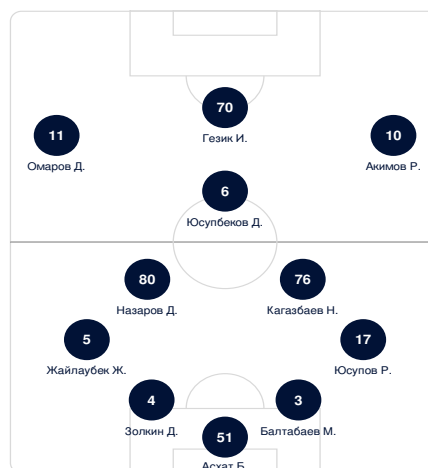 70
Гезик И.
11
Омаров Д.
10
Акимов Р.
6
Юсупбеков Д.
80
Назаров Д.
76
Кагазбаев Н.
5
Жайлаубек Ж.
17
Юсупов Р.
4
Золкин Д.
3
Балтабаев М.
51
Асхат Б.